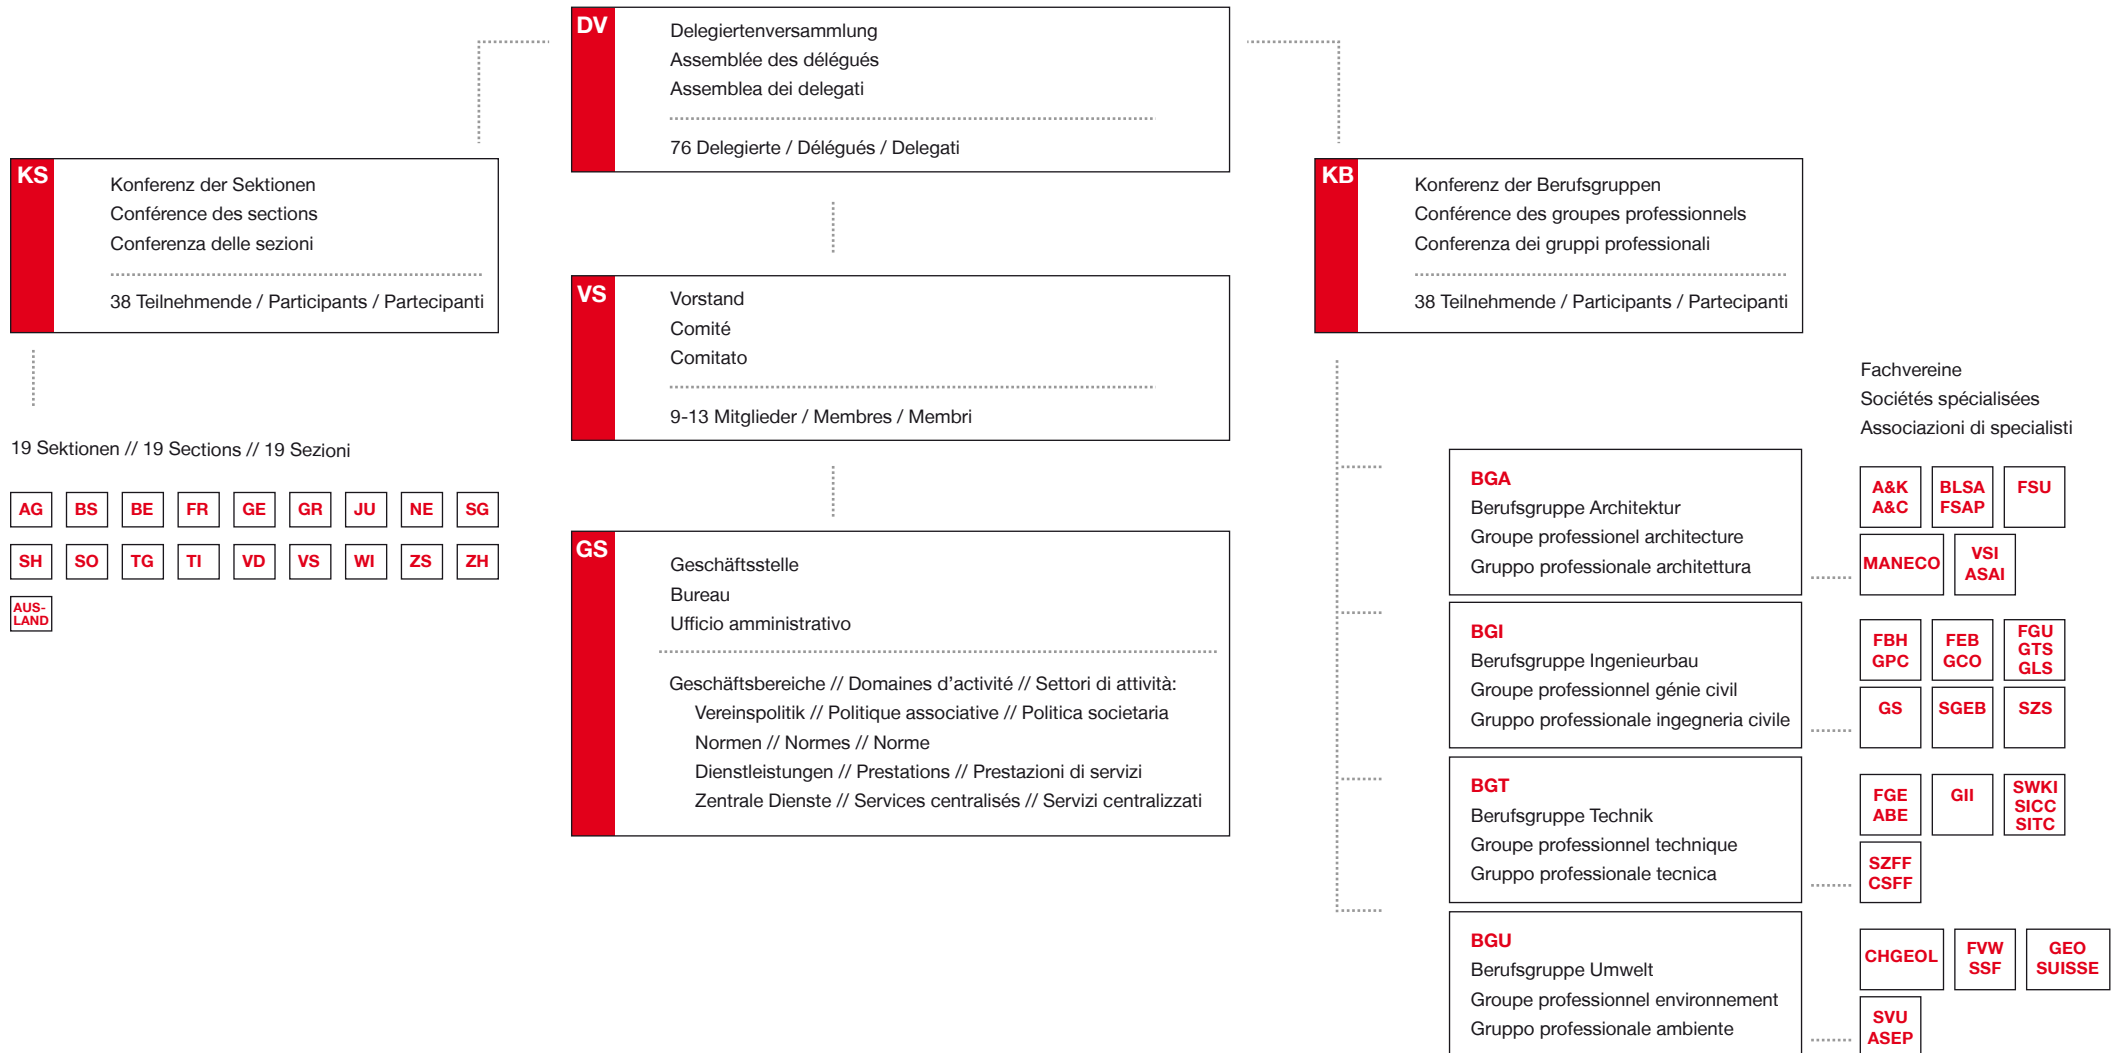 DV
Delegiertenversammlung
Assemblée des délégués
Assemblea dei delegati
76 Delegierte / Délégués / Delegati
KS
Konferenz der Sektionen
Conférence des sections
Conferenza delle sezioni
38 Teilnehmende / Participants / Partecipanti
19 Sektionen // 19 Sections // 19 Sezioni
AG BS BE FR GE GR JU NE SG
SH SO TG TI VD VS WI ZS ZH
AUS-
LAND
VS
Vorstand
Comité
Comitato
9-13 Mitglieder / Membres / Membri
GS
Geschäftsstelle
Bureau
Ufficio amministrativo
Geschäftsbereiche // Domaines d’activité // Settori di attività:
Vereinspolitik // Politique associative // Politica societaria
Normen // Normes // Norme
Dienstleistungen // Prestations // Prestazioni di servizi
Zentrale Dienste // Services centralisés // Servizi centralizzati
KB
Konferenz der Berufsgruppen
Conférence des groupes professionnels
Conferenza dei gruppi professionali
38 Teilnehmende / Participants / Partecipanti
Fachvereine
Sociétés spécialisées
Associazioni di specialisti
BGA
Berufsgruppe Architektur
Groupe professionel architecture
Gruppo professionale architettura
A&K
A&C
BLSA
FSAP
FSU
MANECO
VSI
ASAI
BGI
Berufsgruppe Ingenieurbau
Groupe professionnel génie civil
Gruppo professionale ingegneria civile
FBH
GPC
FEB
GCO
FGU
GTS
GLS
GS
SGEB
SZS
BGT
Berufsgruppe Technik
Groupe professionnel technique
Gruppo professionale tecnica
FGE
ABE
GII
SWKI
SICC
SITC
SZFF
CSFF
BGU
Berufsgruppe Umwelt
Groupe professionnel environnement
Gruppo professionale ambiente
CHGEOL
FVW
SSF
GEO
SUISSE
SVU
ASEP